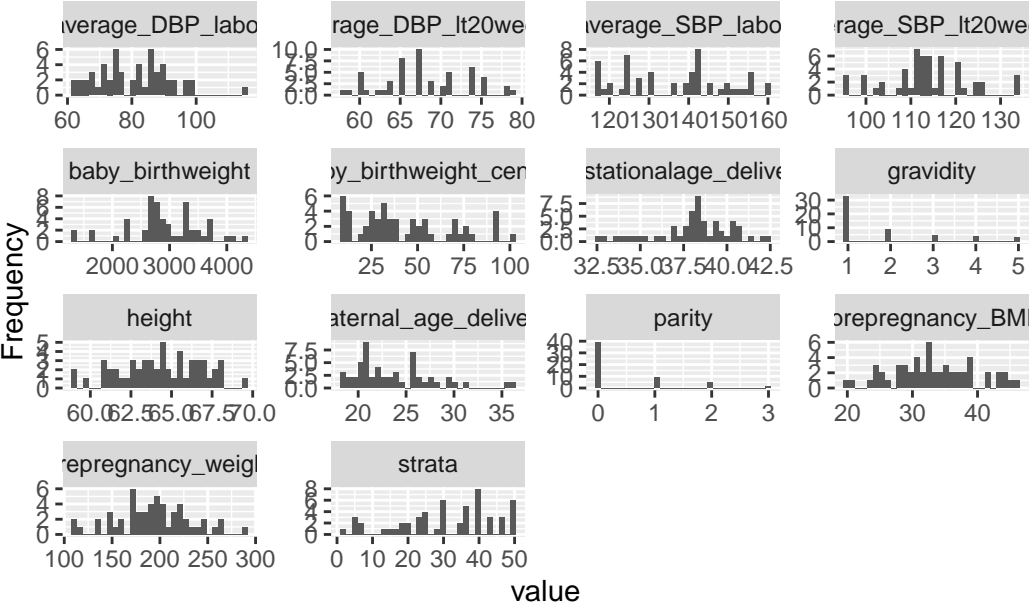 average_DBP_labo
rage_DBP_lt20we
average_SBP_labo
erage_SBP_lt20we
6
4
2
0
10.0
7.5
5.0
2.5
0.0
8
6
4
2
0
6
4
2
0
60 80 100
60 65 70 75 80
120 130 140 150 160
100 110 120 130
baby_birthweight
by_birthweight_cen
stationalage_delive
gravidity
8
6
4
2
0
6
4
2
0
7.5
5.0
2.5
0.0
30
20
10
0
2000 3000 4000
25 50 75 100
32.5 35.0 37.5 40.0 42.5
1 2 3 4 5
height
aternal_age_delive
parity
prepregnancy_BMI
5
4
3
2
1
0
7.5
5.0
2.5
0.0
40
30
20
10
0
6
4
2
0
60.0 62.5 65.0 67.5 70.0
20 25 30 35
0 1 2 3
20 30 40
repregnancy_weigh
strata
6
4
2
0
8
6
4
2
0
100 150 200 250 300
0 10 20 30 40 50
Frequency
value